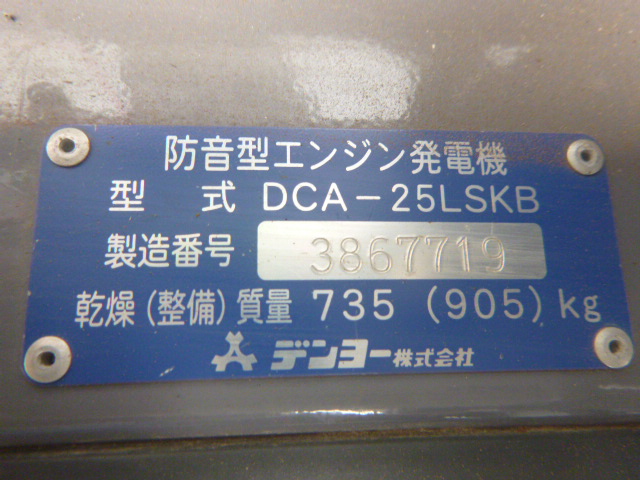 防音型エンジン発電機
型 式 DCA-25LSKB
製造番号 3867719
乾燥(整備)質量 735 (905)kg
デンヨー株式会社